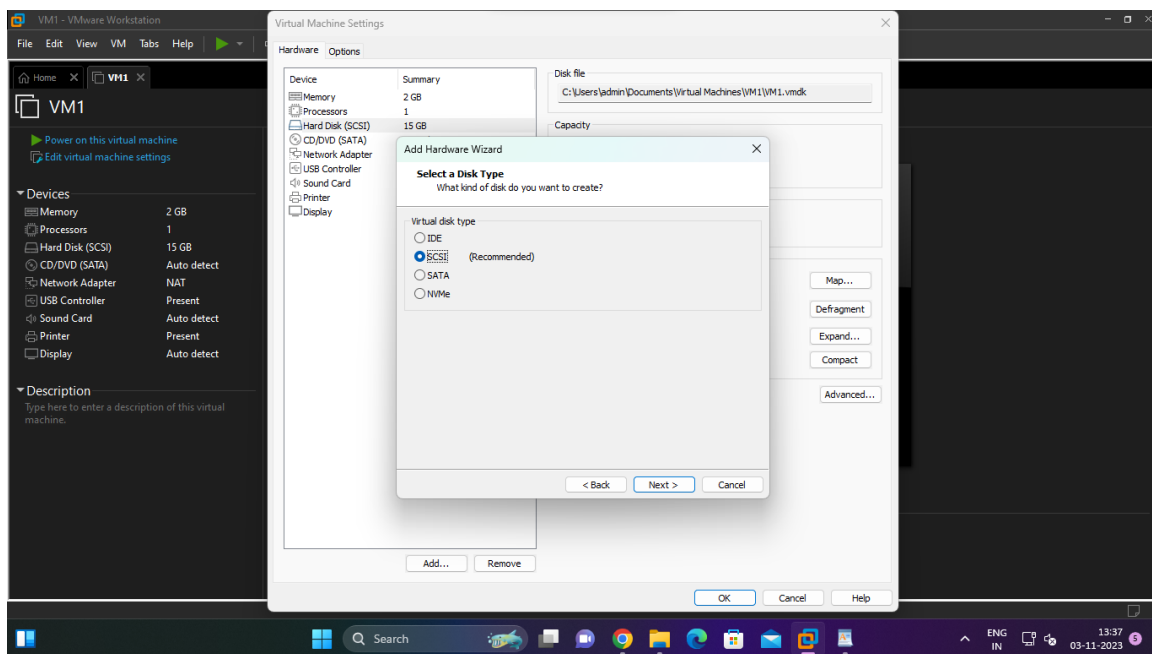 VM1 - VMware Workstation
File Edit View VM Tabs Help
Home VM1
VM1
Power on this virtual machine
Edit virtual machine settings
Devices
Memory 2 GB
Processors 1
Hard Disk (SCSI) 15 GB
CD/DVD (SATA) Auto detect
Network Adapter NAT
USB Controller Present
Sound Card Auto detect
Printer Present
Display Auto detect
Description
Type here to enter a description of this virtual
machine.
Virtual Machine Settings
Hardware Options
Device Summary
Memory 2 GB
Processors 1
Hard Disk (SCSI) 15 GB
CD/DVD (SATA)
Network Adapter
USB Controller
Sound Card
Printer
Display
Disk file
C:\Users\admin\Documents\Virtual Machines\VM1\VM1.vmdk
Capacity
Add Hardware Wizard
Select a Disk Type
What kind of disk do you want to create?
Virtual disk type
IDE
SCSI (Recommended)
SATA
NVMe
< Back Next > Cancel
Map...
Defragment
Expand...
Compact
Advanced...
Add... Remove
OK Cancel Help
Search
ENG
IN
13:37
03-11-2023
5